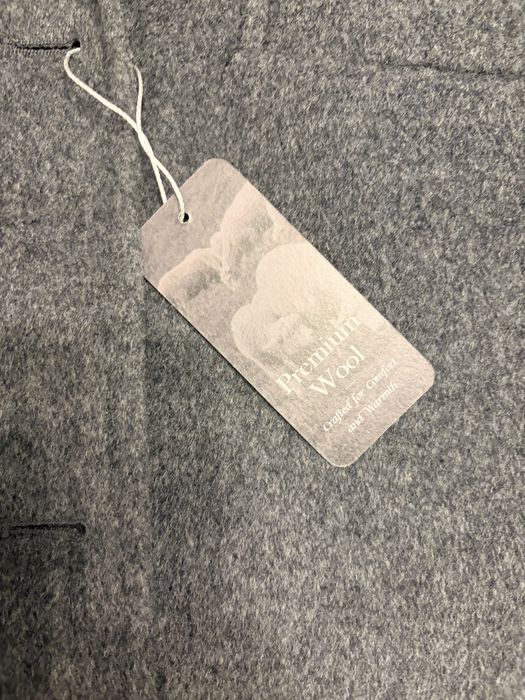 Premium
Wool
Crafted for Comfort
and Warmth